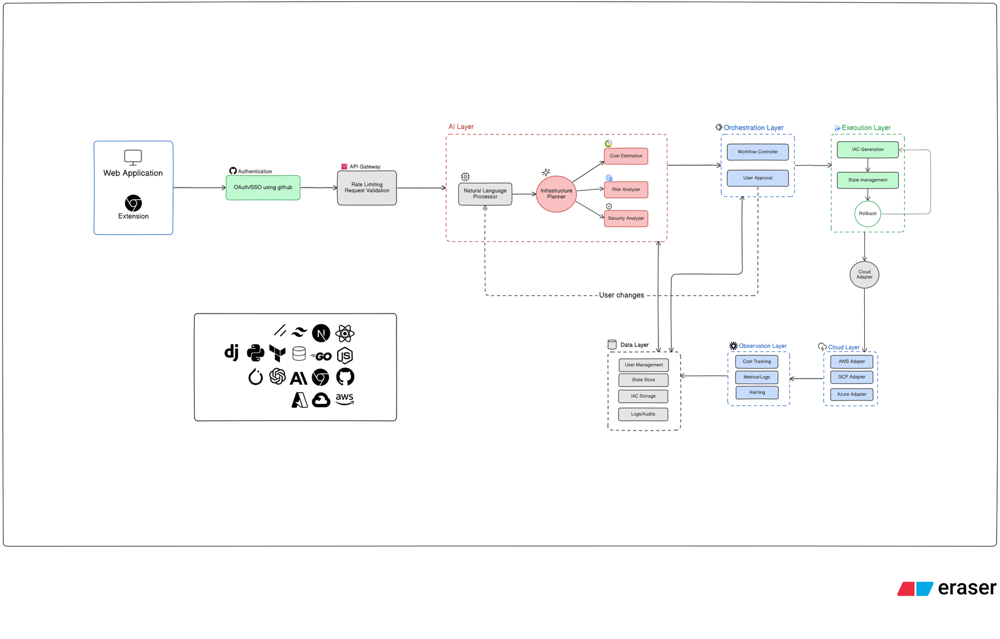 Web Application
Extension
Authentication
OAuth/SSO using github
API Gateway
Rate Limiting
Request Validation
AI Layer
Natural Language
Processor
Infrastructure
Planner
Cost Estimation
Risk Analyzer
Security Analyzer
Orchestration Layer
Workflow Controller
User Approval
Execution Layer
IAC Generation
State management
Rollback
Cloud
Adapter
User changes
Data Layer
User Management
State Store
IAC Storage
Logs/Audits
Observation Layer
Cost Tracking
Metrics/Logs
Alerting
Cloud Layer
AWS Adaper
GCP Adapter
Azure Adapter
N
dj
GO
JS
AI
aws
eraser